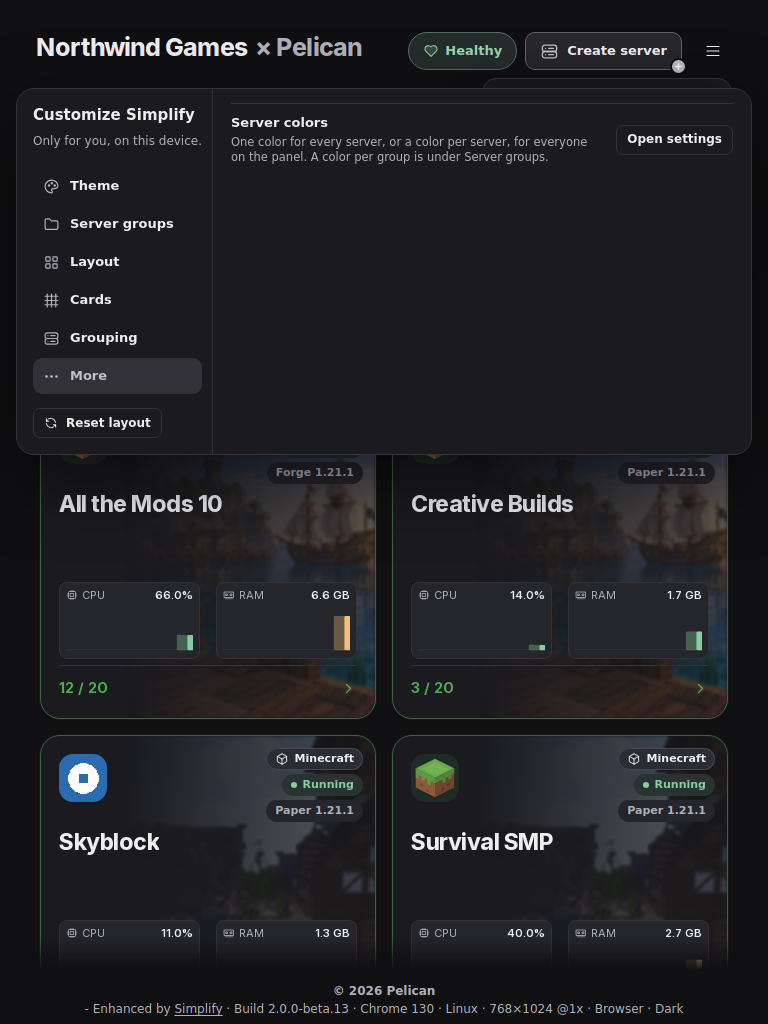 Northwind Games × Pelican
Healthy
Create server
Customize Simplify
Only for you, on this device.
Theme
Server groups
Layout
Cards
Grouping
More
Reset layout
Server colors
One color for every server, or a color per server, for everyone
on the panel. A color per group is under Server groups.
Open settings
Forge 1.21.1
All the Mods 10
CPU 66.0%
RAM 6.6 GB
12 / 20
Paper 1.21.1
Creative Builds
CPU 14.0%
RAM 1.7 GB
3 / 20
Minecraft
Running
Paper 1.21.1
Skyblock
CPU 11.0%
RAM 1.3 GB
Minecraft
Running
Paper 1.21.1
Survival SMP
CPU 40.0%
RAM 2.7 GB
© 2026 Pelican
- Enhanced by Simplify · Build 2.0.0-beta.13 · Chrome 130 · Linux · 768×1024 @1x · Browser · Dark